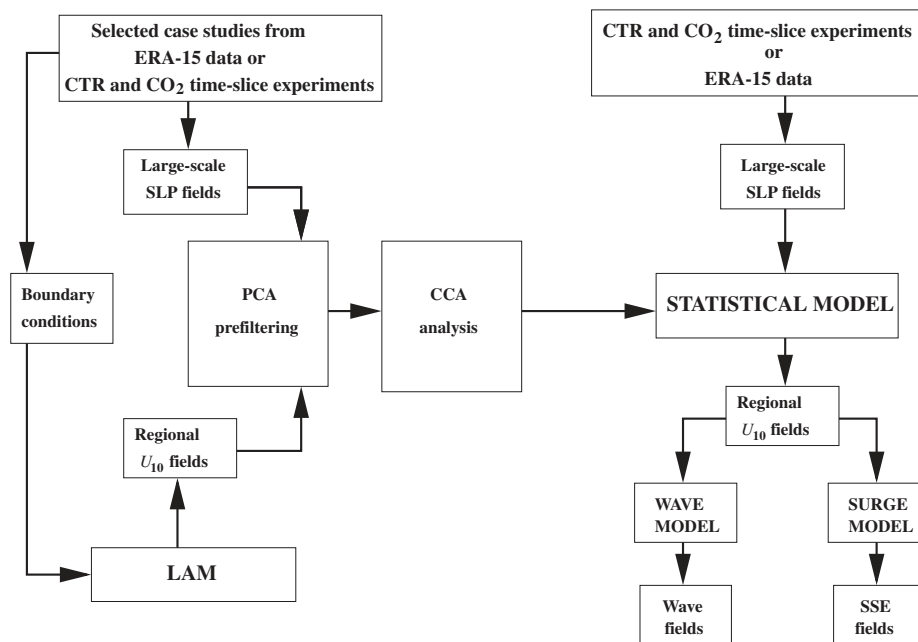 Selected case studies from
ERA-15 data or
CTR and CO2 time-slice experiments
CTR and CO2 time-slice experiments
or
ERA-15 data
Large-scale
SLP fields
Large-scale
SLP fields
Boundary
conditions
PCA
prefiltering
CCA
analysis
STATISTICAL MODEL
Regional
U10 fields
Regional
U10 fields
WAVE
MODEL
SURGE
MODEL
LAM
Wave
fields
SSE
fields